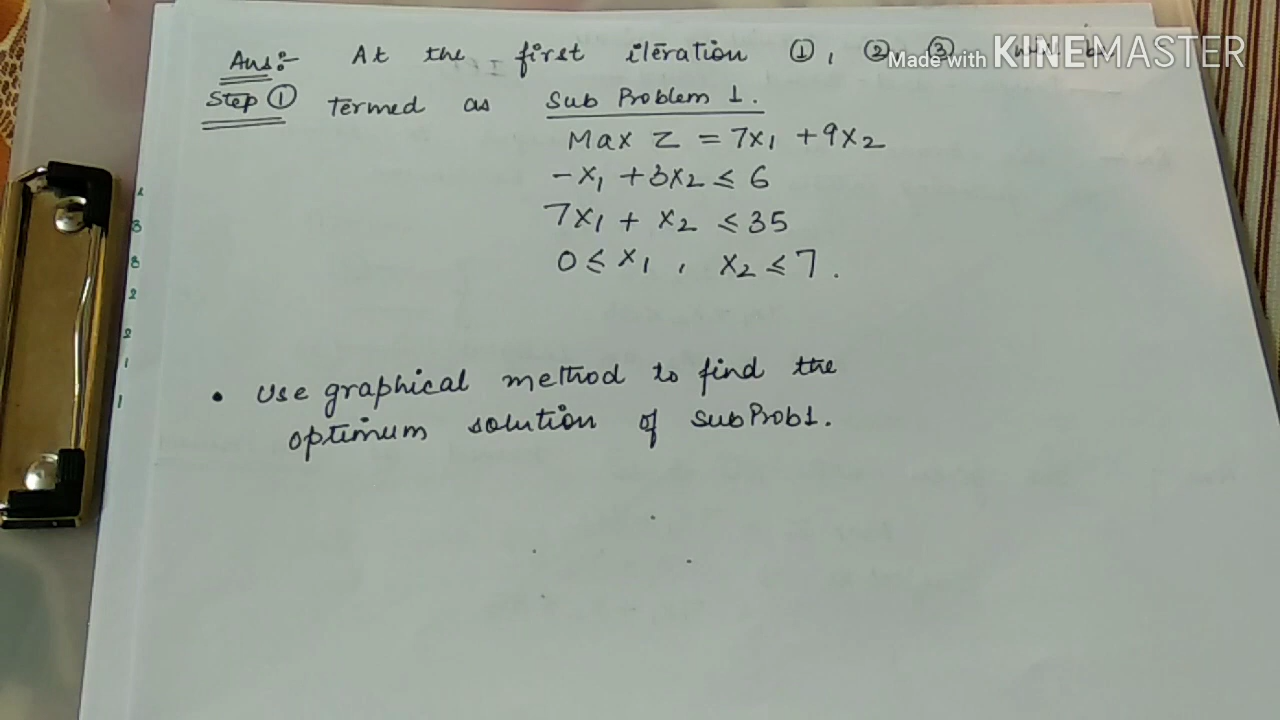 Ans:- At the first iteration ①, ② ③
Made with KINEMASTER
Step ① termed as Sub Problem 1.
Max Z = 7x₁ + 9x₂
-x₁ + 3x₂ ≤ 6
7x₁ + x₂ ≤ 35
0 ≤ x₁, x₂ ≤ 7.
• Use graphical method to find the
optimum solution of SubProb1.